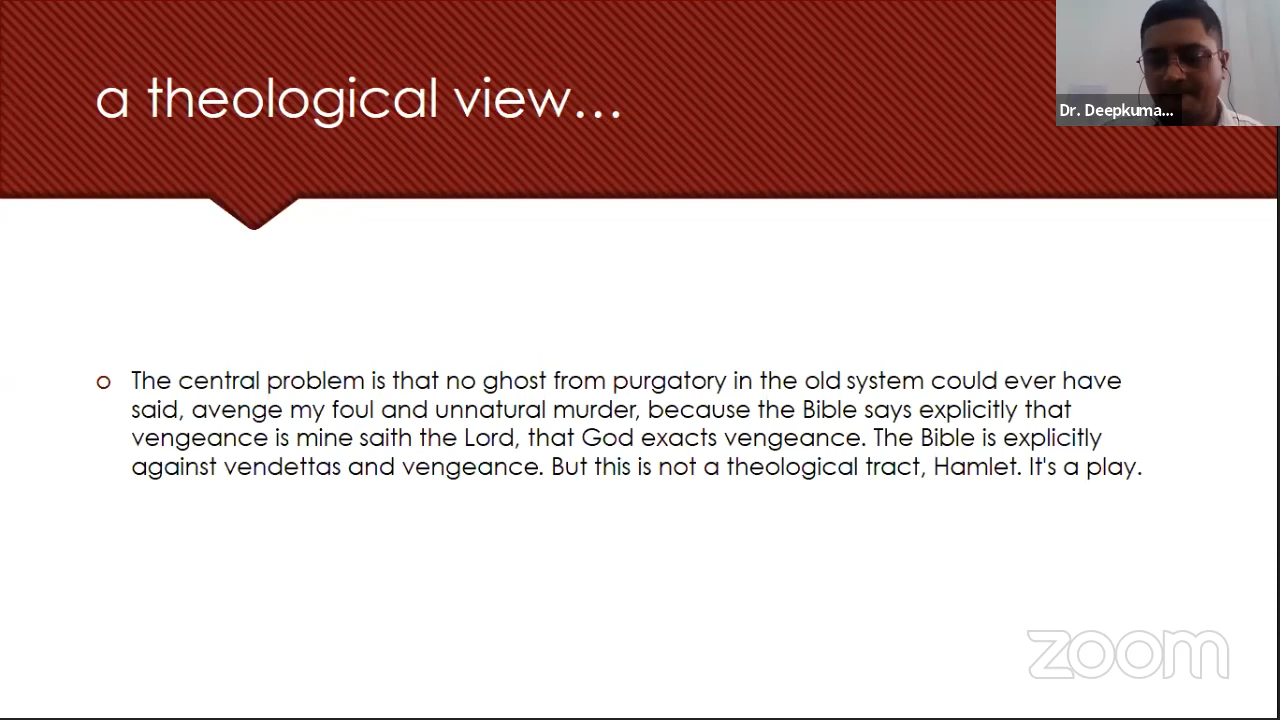 a theological view...
Dr. Deepkuma...
The central problem is that no ghost from purgatory in the old system could ever have
said, avenge my foul and unnatural murder, because the Bible says explicitly that
vengeance is mine saith the Lord, that God exacts vengeance. The Bible is explicitly
against vendettas and vengeance. But this is not a theological tract, Hamlet. It's a play.
zoom